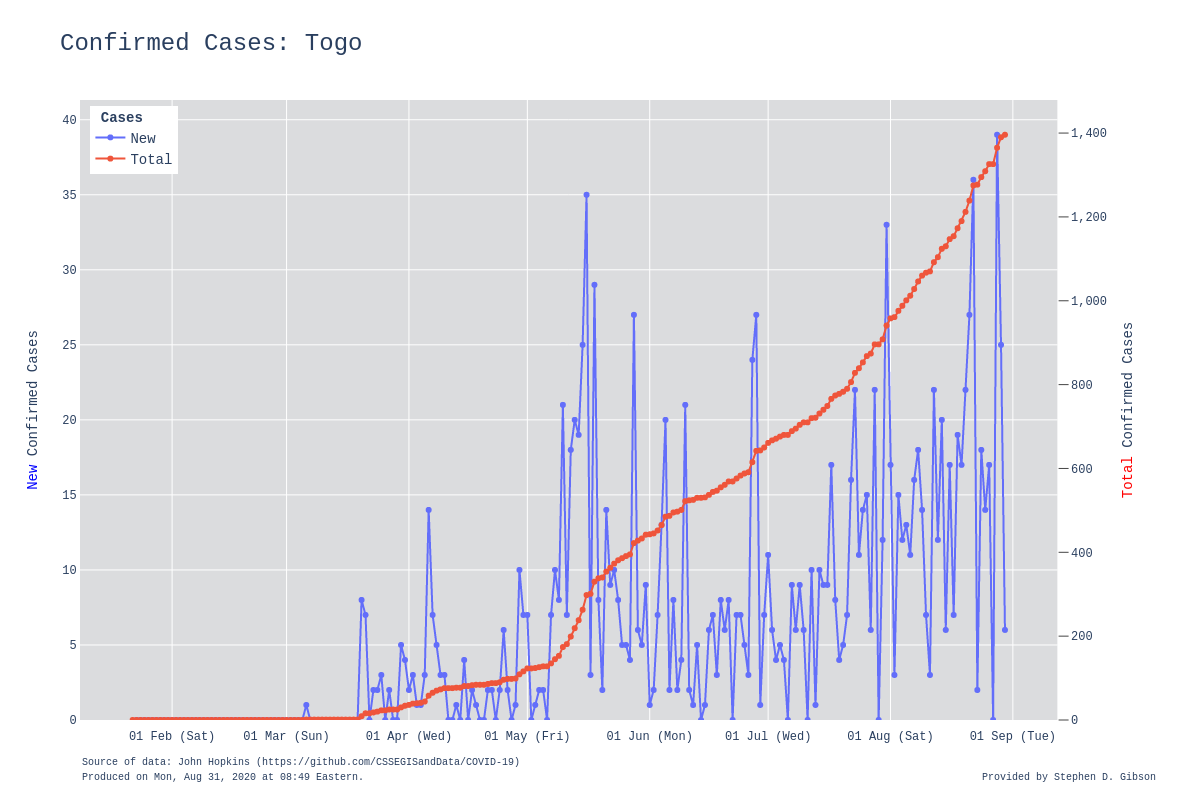 Confirmed Cases: Togo
Cases
New
Total
40
35
30
25
20
15
10
5
0
1,400
1,200
1,000
800
600
400
200
0
New Confirmed Cases
Total Confirmed Cases
01 Feb (Sat)
01 Mar (Sun)
01 Apr (Wed)
01 May (Fri)
01 Jun (Mon)
01 Jul (Wed)
01 Aug (Sat)
01 Sep (Tue)
Source of data: John Hopkins (https://github.com/CSSEGISandData/COVID-19)
Produced on Mon, Aug 31, 2020 at 08:49 Eastern.
Provided by Stephen D. Gibson